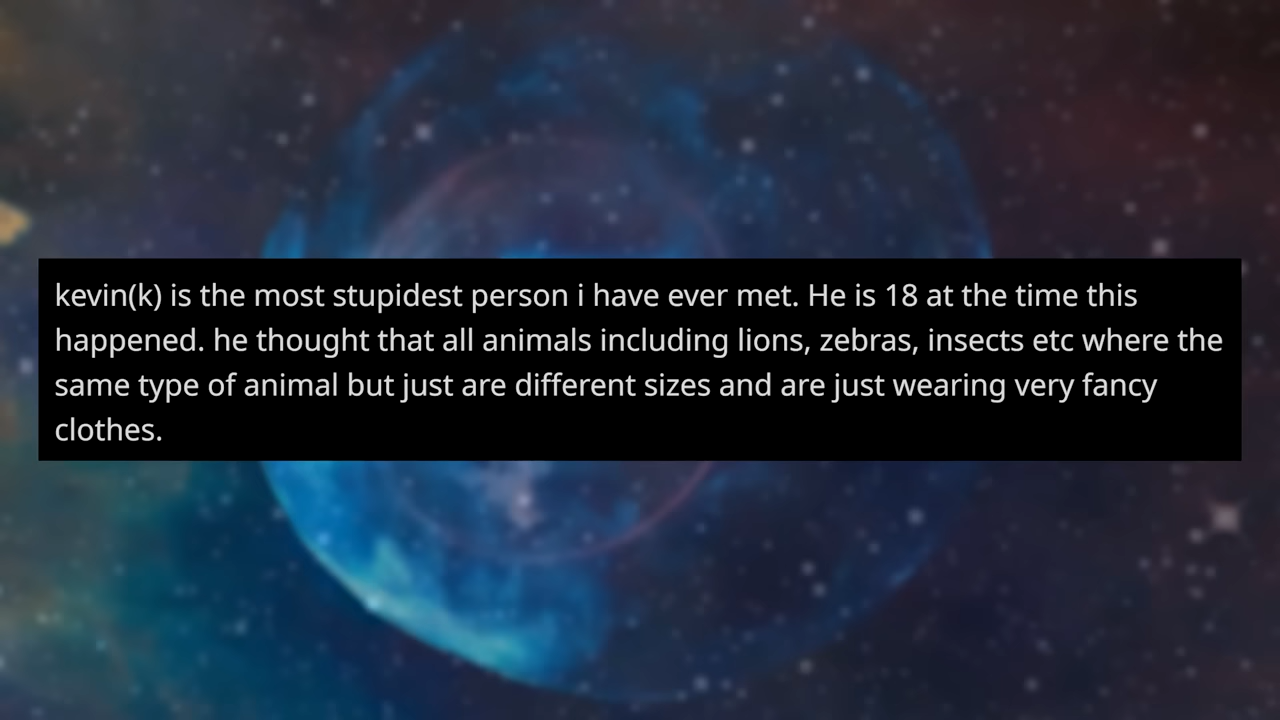 kevin(k) is the most stupidest person i have ever met. He is 18 at the time this
happened. he thought that all animals including lions, zebras, insects etc where the
same type of animal but just are different sizes and are just wearing very fancy
clothes.